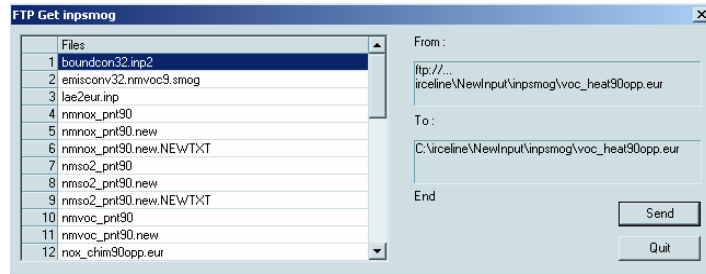 FTP Get inpsmog
Files
1 boundcon32.inp2
2 emisconv32.nmvoc9.smog
3 lae2eur.inp
4 nmnox_pnt90
5 nmnox_pnt90.new
6 nmnox_pnt90.new.NEWTXT
7 nmso2_pnt90
8 nmso2_pnt90.new
9 nmso2_pnt90.new.NEWTXT
10 nmvoc_pnt90
11 nmvoc_pnt90.new
12 nox_chim90opp.eur
From :
ftp://...
irceline\NewInput\inpsmog\voc_heat90opp.eur
To :
C:\irceline\NewInput\inpsmog\voc_heat90opp.eur
End
Send
Quit